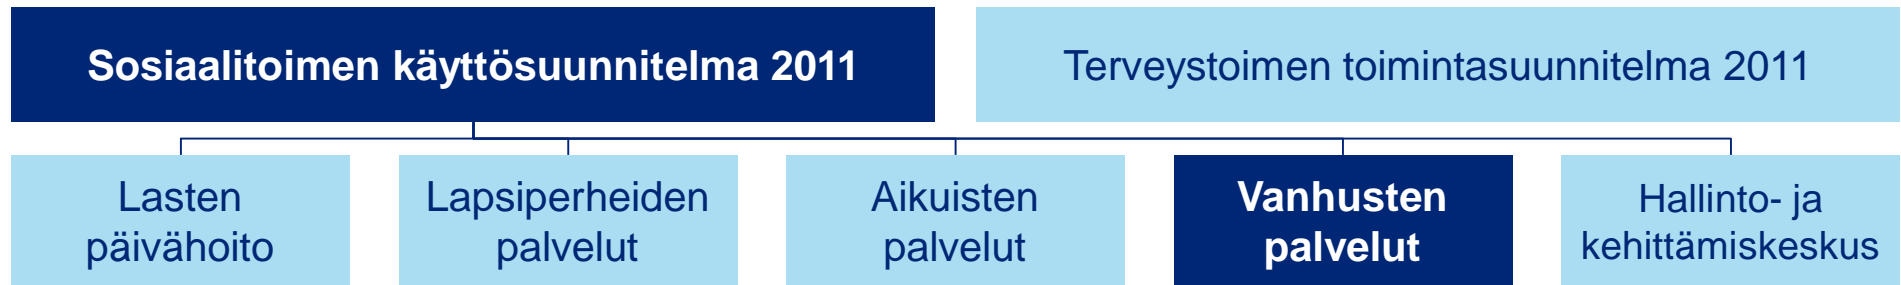 Sosiaalitoimen käyttösuunnitelma 2011
Terveystoimen toimintasuunnitelma 2011
Lasten
päivähoito
Lapsiperheiden
palvelut
Aikuisten
palvelut
Vanhusten
palvelut
Hallinto- ja
kehittämiskeskus